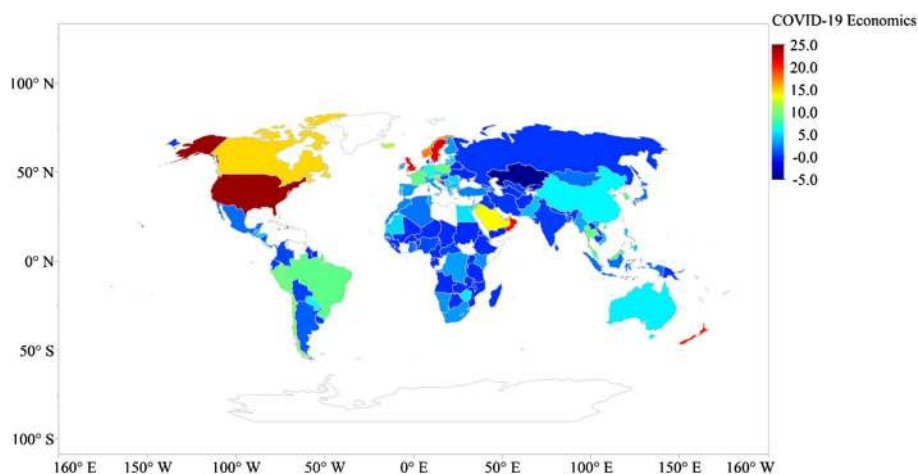 COVID-19 Economics
25.0
20.0
15.0
10.0
5.0
-0.0
-5.0
100° N
50° N
0° N
50° S
100° S
160° E
150° W
100° W
50° W
0° E
50° E
100° E
160° W